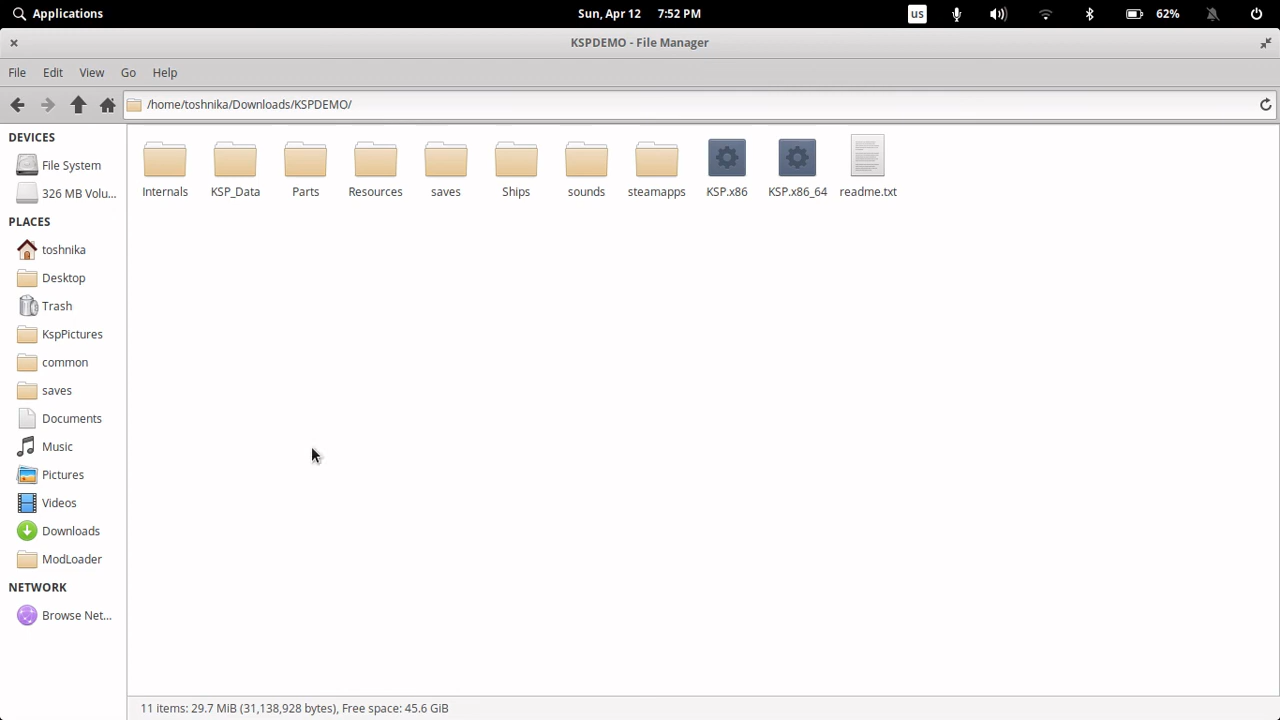 Applications
Sun, Apr 12 7:52 PM
us
62%
KSPDEMO - File Manager
File Edit View Go Help
/home/toshnika/Downloads/KSPDEMO/
DEVICES
File System
326 MB Volu...
PLACES
toshnika
Desktop
Trash
KspPictures
common
saves
Documents
Music
Pictures
Videos
Downloads
ModLoader
NETWORK
Browse Net...
Internals KSP_Data Parts Resources saves Ships sounds steamapps KSP.x86 KSP.x86_64 readme.txt
11 items: 29.7 MiB (31,138,928 bytes), Free space: 45.6 GiB